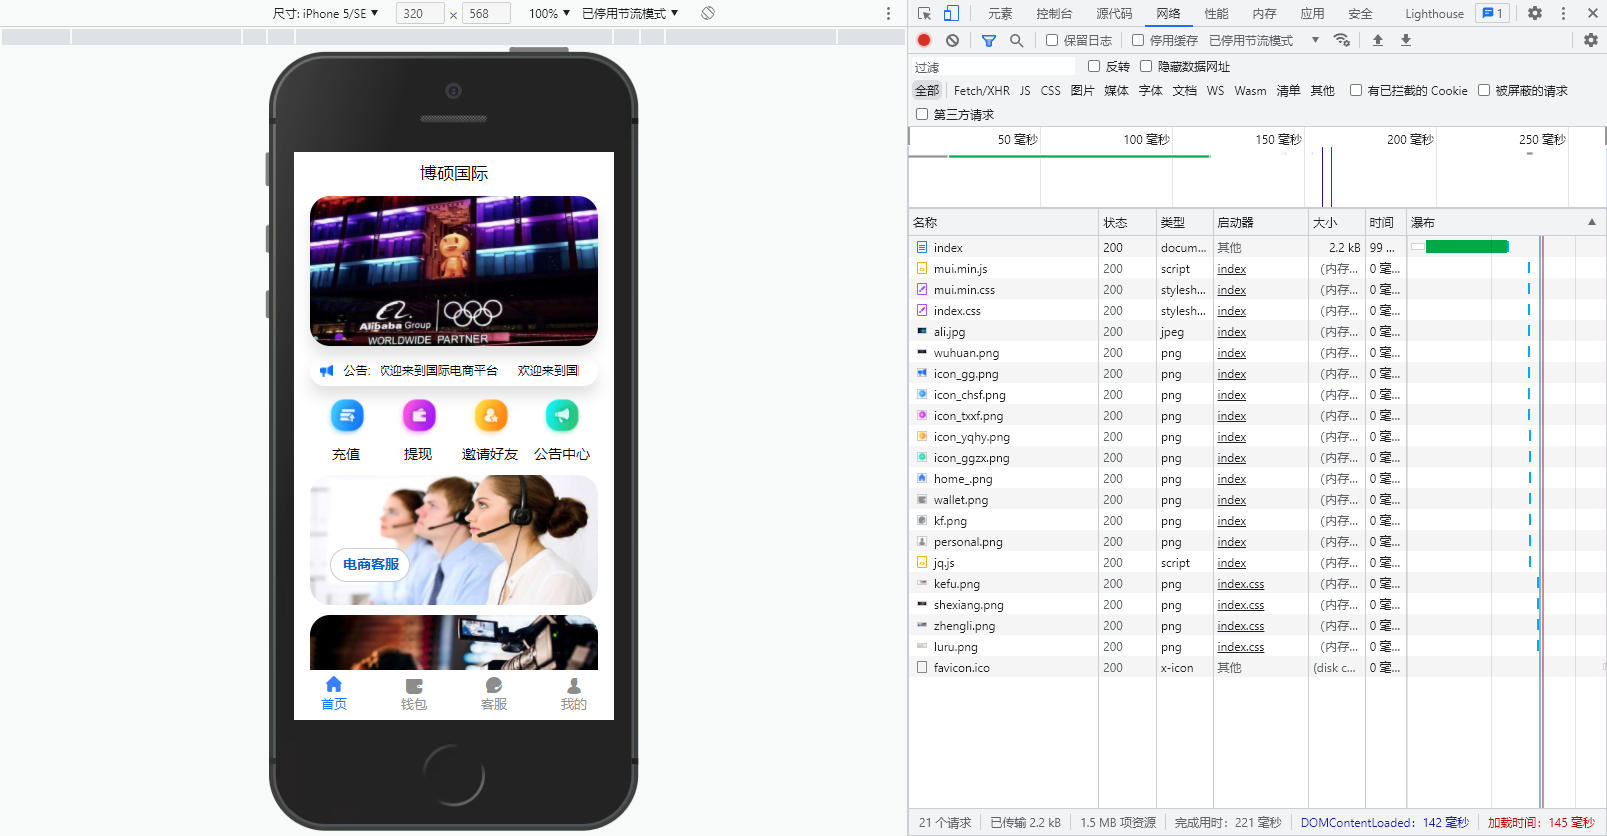 尺寸: iPhone 5/SE ▼ 320 × 568 100% ▼ 已停用节流模式 ▼
博硕国际
Alibaba Group
WORLDWIDE PARTNER
公告: 欢迎来到国际电商平台 欢迎来到国
充值 提现 邀请好友 公告中心
电商客服
首页 钱包 客服 我的
元素 控制台 源代码 网络 性能 内存 应用 安全 Lighthouse 1
保留日志 停用缓存 已停用节流模式 ▼
过滤 反转 隐藏数据网址
全部 Fetch/XHR JS CSS 图片 媒体 字体 文档 WS Wasm 清单 其他 有已拦截的 Cookie 被屏蔽的请求
第三方请求
50 毫秒 100 毫秒 150 毫秒 200 毫秒 250 毫秒
名称 状态 类型 启动器 大小 时间 瀑布 ▲
index 200 docum... 其他 2.2 kB 99 ...
mui.min.js 200 script index (内存... 0 毫...
mui.min.css 200 stylesh... index (内存... 0 毫...
index.css 200 stylesh... index (内存... 0 毫...
ali.jpg 200 jpeg index (内存... 0 毫...
wuhuan.png 200 png index (内存... 0 毫...
icon_gg.png 200 png index (内存... 0 毫...
icon_chsf.png 200 png index (内存... 0 毫...
icon_txxf.png 200 png index (内存... 0 毫...
icon_yqhy.png 200 png index (内存... 0 毫...
icon_ggzx.png 200 png index (内存... 0 毫...
home_.png 200 png index (内存... 0 毫...
wallet.png 200 png index (内存... 0 毫...
kf.png 200 png index (内存... 0 毫...
personal.png 200 png index (内存... 0 毫...
jq.js 200 script index (内存... 0 毫...
kefu.png 200 png index.css (内存... 0 毫...
shexiang.png 200 png index.css (内存... 0 毫...
zhengli.png 200 png index.css (内存... 0 毫...
luru.png 200 png index.css (内存... 0 毫...
favicon.ico 200 x-icon 其他 (disk c... 0 毫...
21 个请求 已传输 2.2 kB 1.5 MB 项资源 完成用时: 221 毫秒 DOMContentLoaded: 142 毫秒 加载时间: 145 毫秒